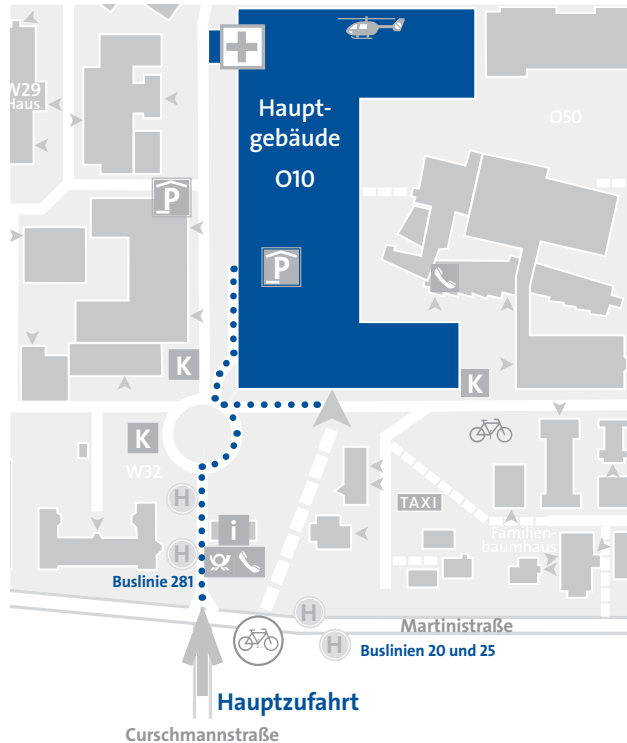 W29
Haus
Haupt-
gebäude
O10
O50
P
P
K
K
K
W32
H
i
TAXI
Familien-
baumhaus
H
Buslinie 281
H
Martinistraße
H
Buslinien 20 und 25
Hauptzufahrt
Curschmannstraße